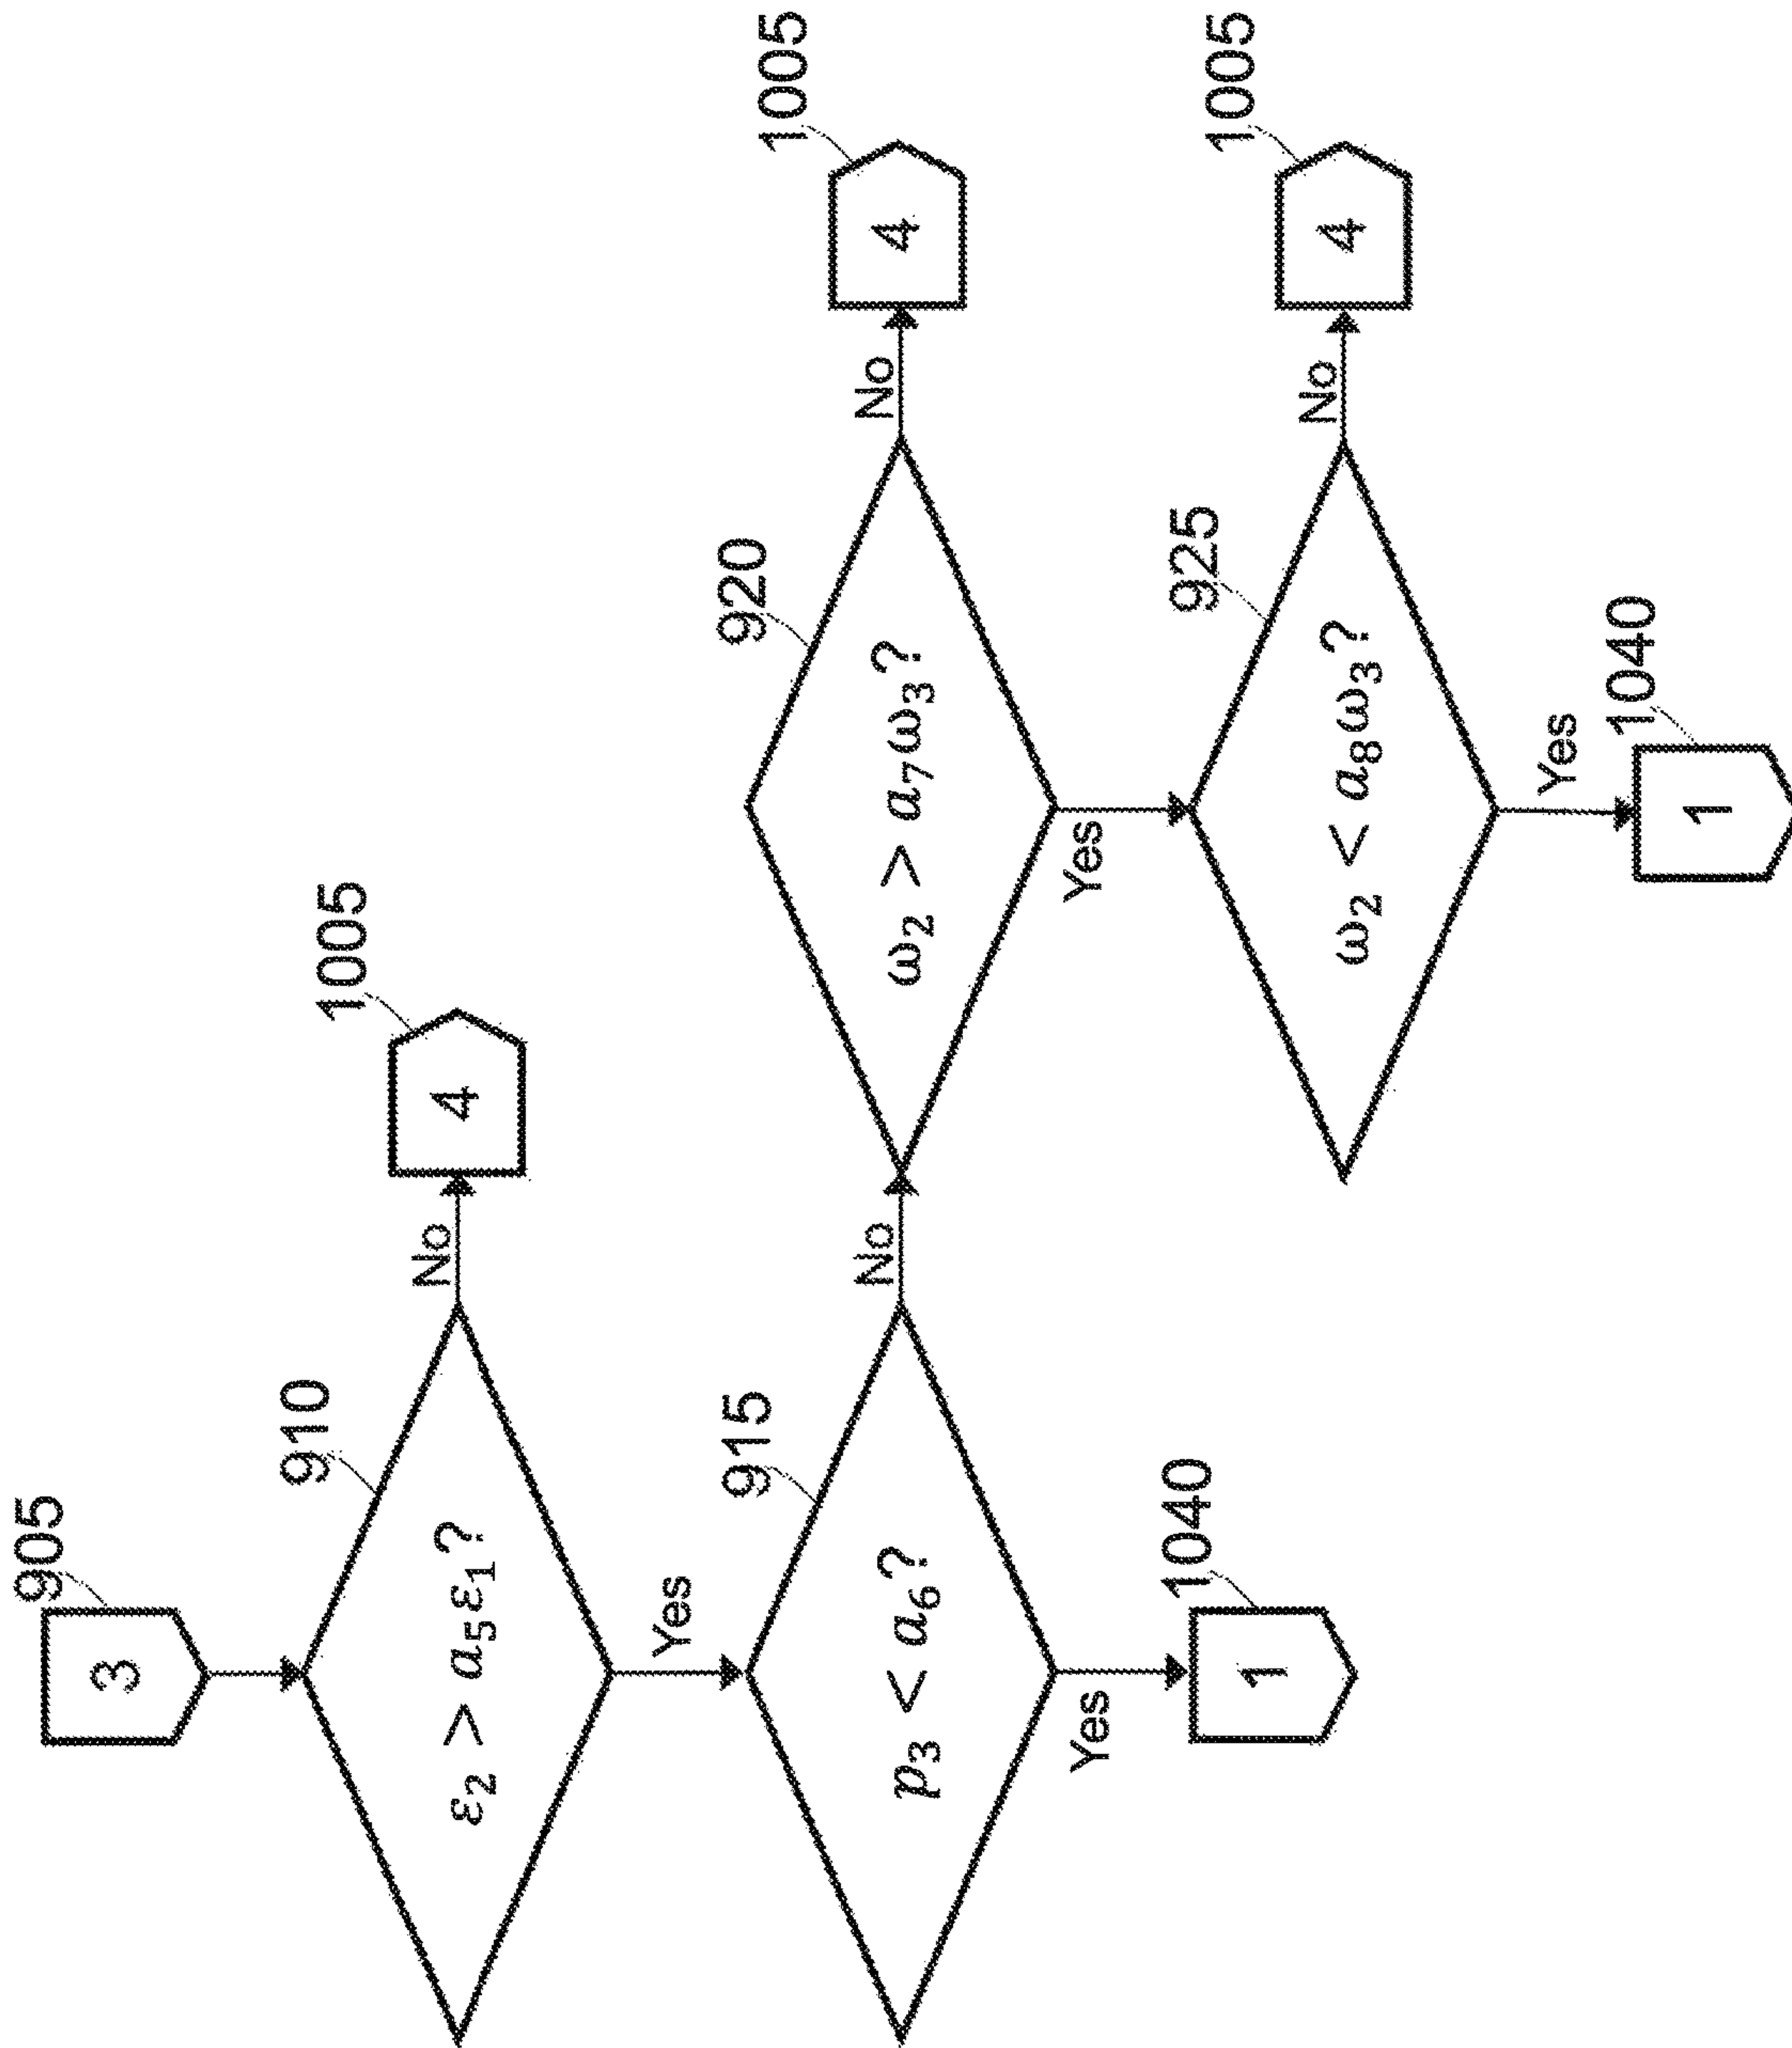 905
3
910
ε₂ > a₅ε₁?
No
1005
4
Yes
915
p₃ < a₆?
No
920
ω₂ > a₇ω₃?
No
1005
4
Yes
1040
1
Yes
925
ω₂ < a₈ω₃?
No
1005
4
Yes
1040
1